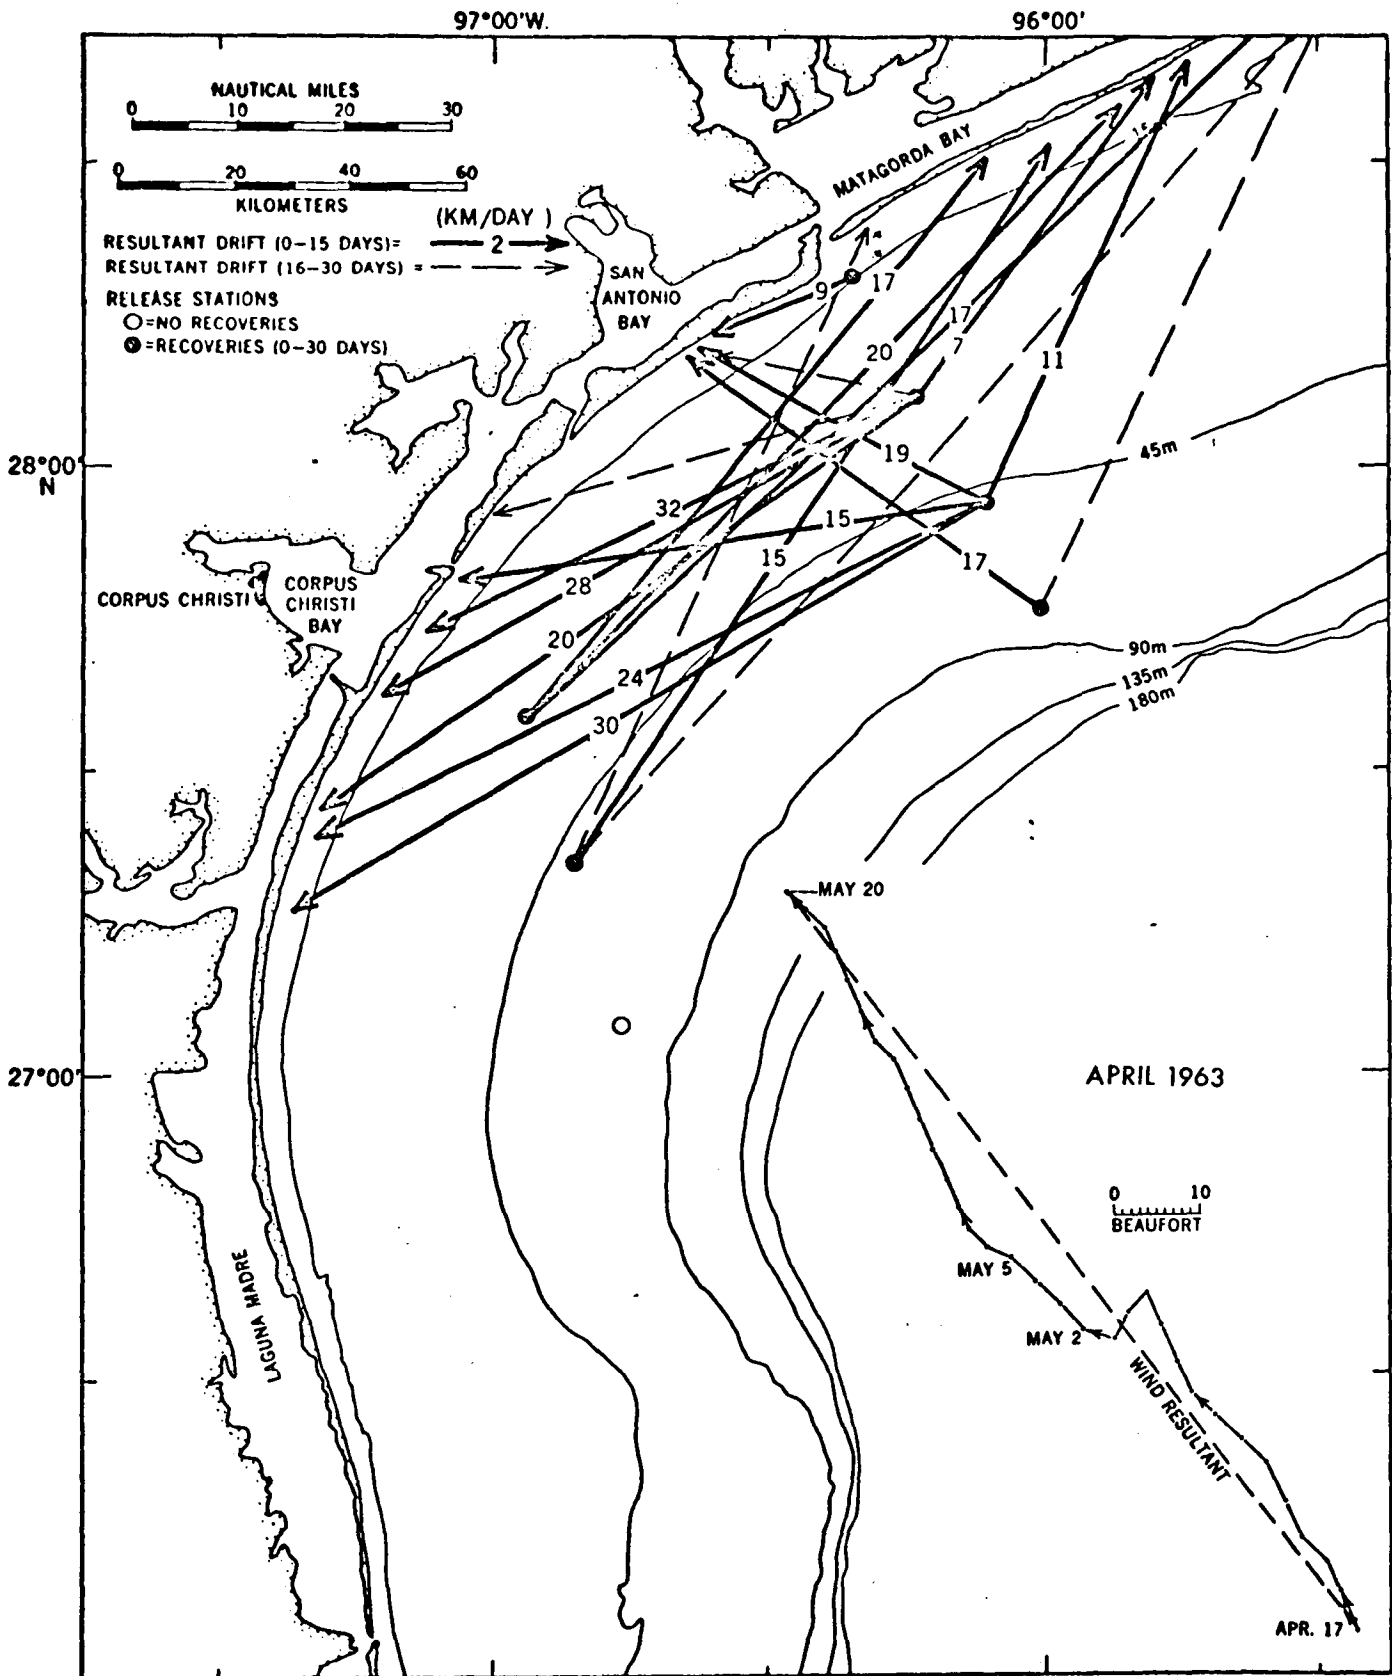 97°00'W.
96°00'
NAUTICAL MILES
0 10 20 30
0 20 40 60
KILOMETERS
(KM/DAY )
RESULTANT DRIFT (0-15 DAYS)= 2
RESULTANT DRIFT (16-30 DAYS) =
RELEASE STATIONS
O=NO RECOVERIES
=RECOVERIES (0-30 DAYS)
MATAGORDA BAY
SAN
ANTONIO
BAY
15
9
17
17
20
7
11
45m
19
28°00'
N
32
15
15
17
28
CORPUS CHRISTI
CORPUS
CHRISTI
BAY
20
24
30
90m
135m
180m
MAY 20
27°00'
APRIL 1963
0 10
BEAUFORT
LAGUNA MADRE
MAY 5
MAY 2
WIND RESULTANT
APR. 17